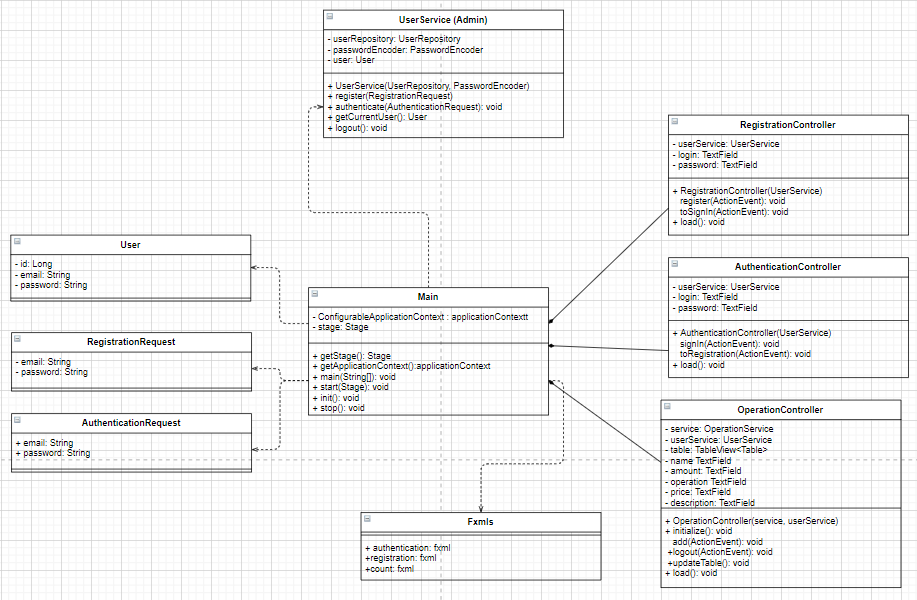 UserService (Admin)
- userRepository: UserRepository
- passwordEncoder: PasswordEncoder
- user: User
+ UserService(UserRepository, PasswordEncoder)
+ register(RegistrationRequest)
+ authenticate(AuthenticationRequest): void
+ getCurrentUser(): User
+ logout(): void
RegistrationController
- userService: UserService
- login: TextField
- password: TextField
+ RegistrationController(UserService)
register(ActionEvent): void
toSignIn(ActionEvent): void
+ load(): void
User
- id: Long
- email: String
- password: String
AuthenticationController
- userService: UserService
- login: TextField
- password: TextField
+ AuthenticationController(UserService)
signIn(ActionEvent): void
toRegistration(ActionEvent): void
+ load(): void
Main
- ConfigurableApplicationContext : applicationContextt
- stage: Stage
+ getStage(): Stage
+ getApplicationContext():applicationContext
+ main(String[]): void
+ start(Stage): void
+ init(): void
+ stop(): void
RegistrationRequest
- email: String
- password: String
AuthenticationRequest
+ email: String
+ password: String
OperationController
- service: OperationService
- userService: UserService
- table: TableView<Table>
- name TextField
- amount: TextField
- operation TextField
- price: TextField
- description: TextField
+ OperationController(service, userService)
+ initialize(): void
add(ActionEvent): void
+logout(ActionEvent): void
+updateTable(): void
+ load(): void
Fxmls
+ authentication: fxml
+registration: fxml
+count: fxml